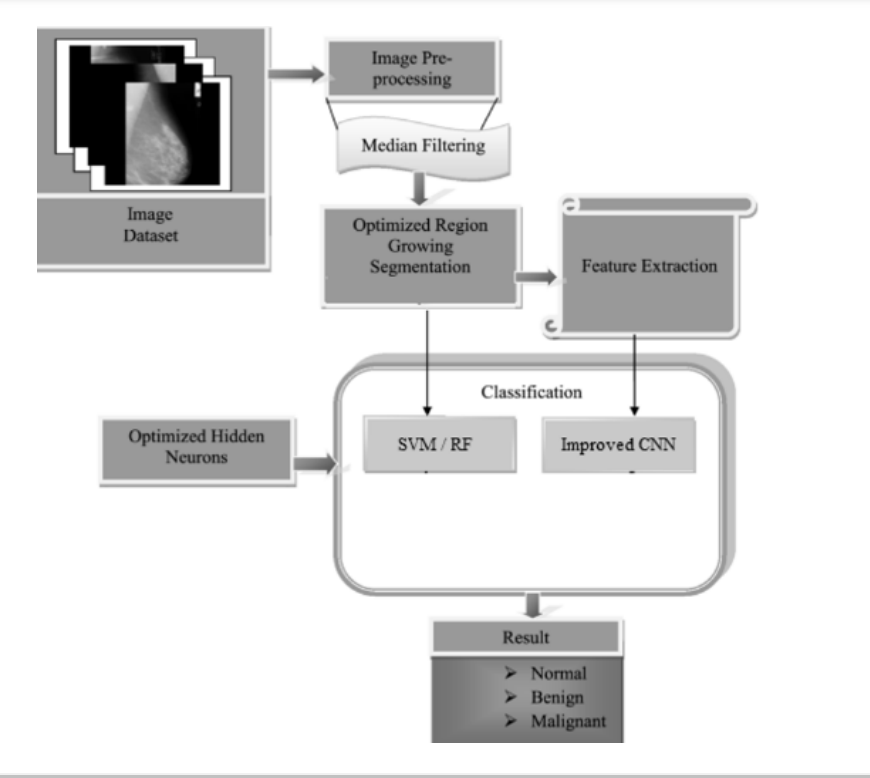 Image Pre-
processing
Median Filtering
Image
Dataset
Optimized Region
Growing
Segmentation
Feature Extraction
Classification
Optimized Hidden
Neurons
SVM / RF
Improved CNN
Result
➢ Normal
➢ Benign
➢ Malignant